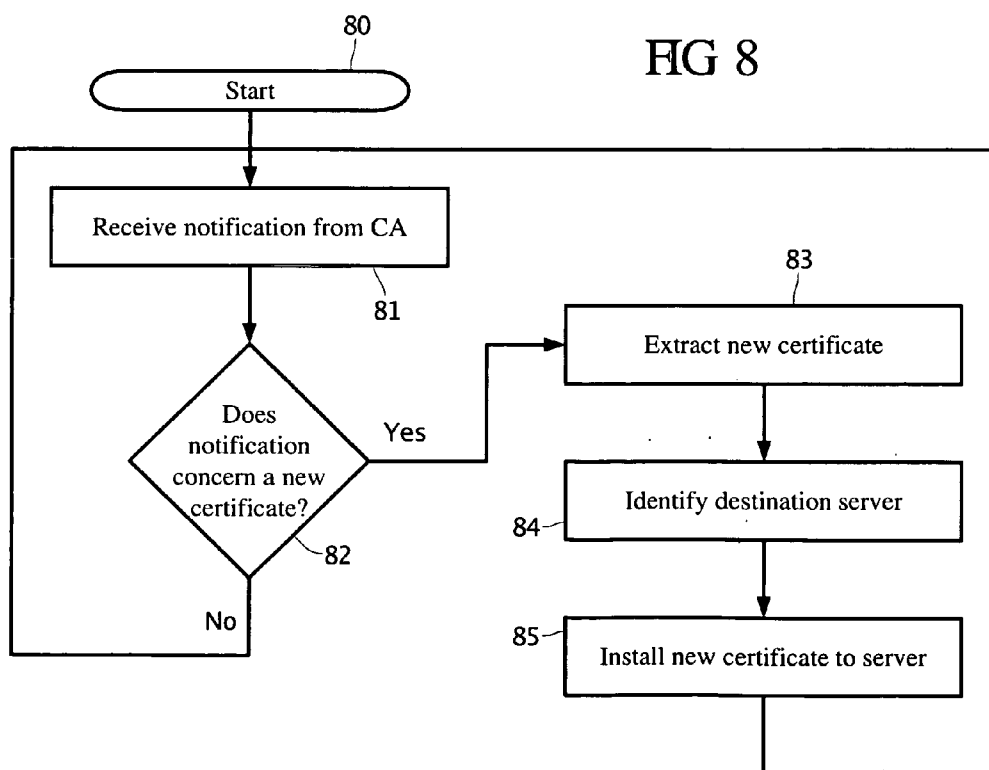 80
FIG 8
Start
Receive notification from CA
81
83
Extract new certificate
Does
notification
concern a new
certificate?
Yes
82
No
84
Identify destination server
85
Install new certificate to server